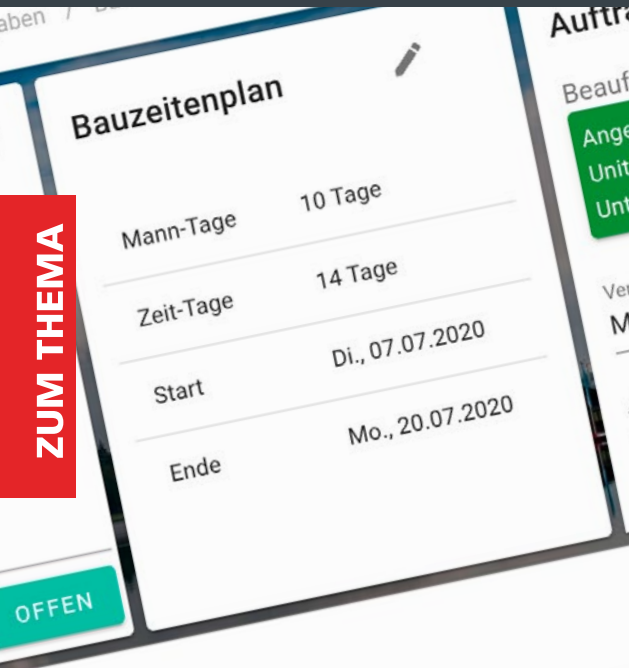 Bauzeitenplan
Mann-Tage 10 Tage
Zeit-Tage 14 Tage
Start Di., 07.07.2020
Ende Mo., 20.07.2020
ZUM THEMA
OFFEN